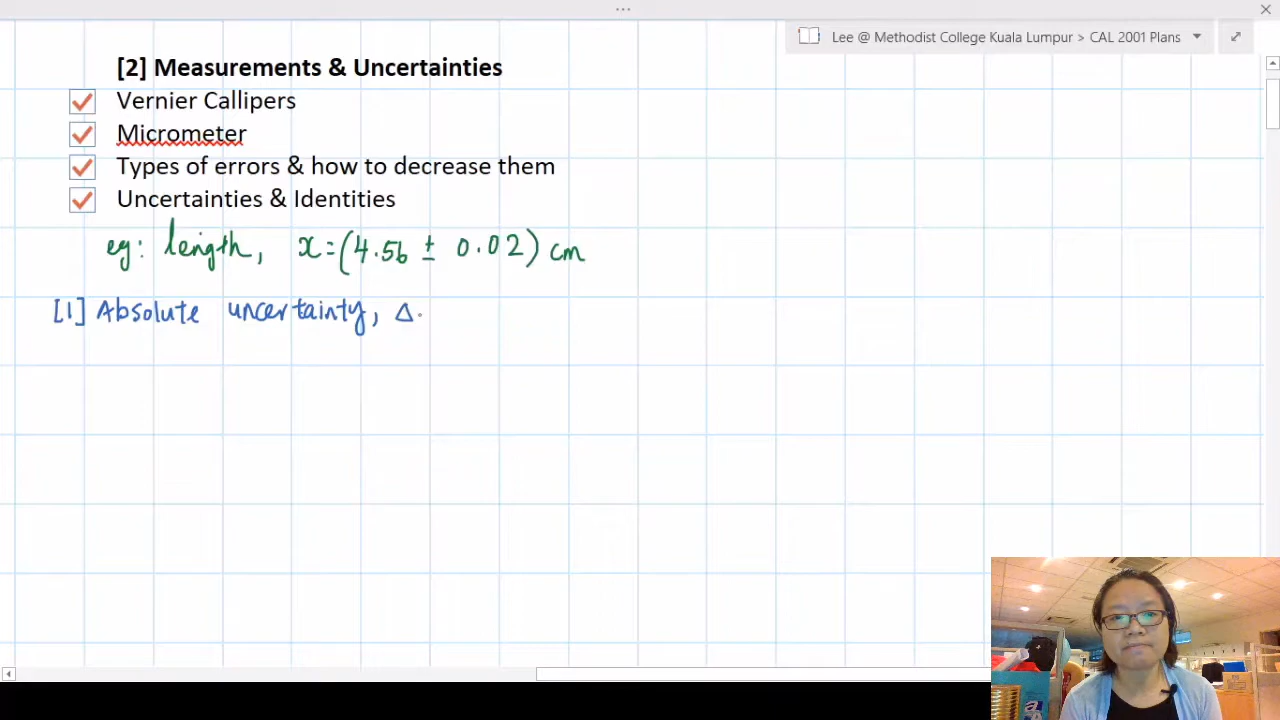 Lee @ Methodist College Kuala Lumpur > CAL 2001 Plans
[2] Measurements & Uncertainties
Vernier Callipers
Micrometer
Types of errors & how to decrease them
Uncertainties & Identities
eg: length, x = (4.56 ± 0.02) cm
[1] Absolute uncertainty, Δ